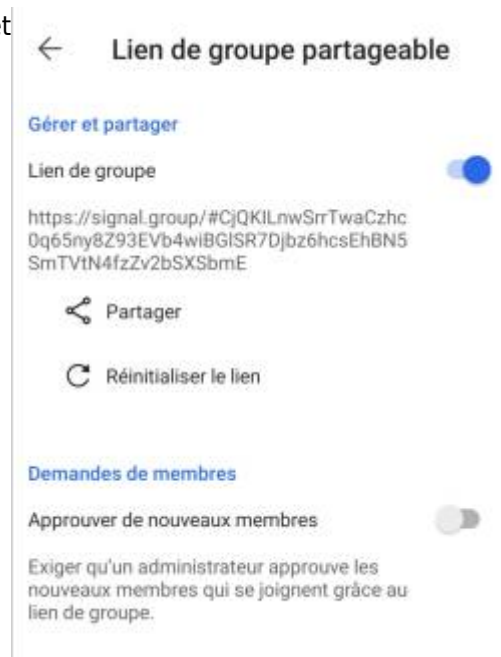 et
Lien de groupe partageable
Gérer et partager
Lien de groupe
https://signal.group/#CjQKILnwSrrTwaCzhc
0q65ny8Z93EVb4wiBGlSR7Djbz6hcsEhBN5
SmTVtN4fzZv2bSXSbmE
Partager
Réinitialiser le lien
Demandes de membres
Approuver de nouveaux membres
Exiger qu'un administrateur approuve les
nouveaux membres qui se joignent grâce au
lien de groupe.